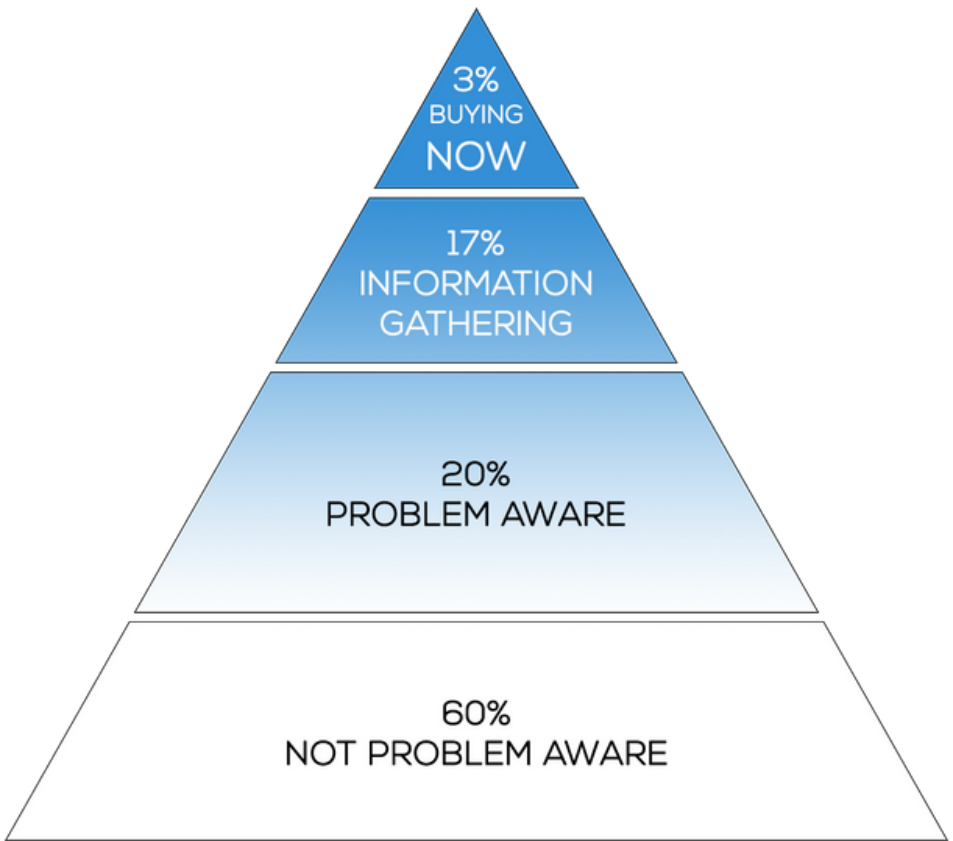 3%
BUYING
NOW
17%
INFORMATION
GATHERING
20%
PROBLEM AWARE
60%
NOT PROBLEM AWARE